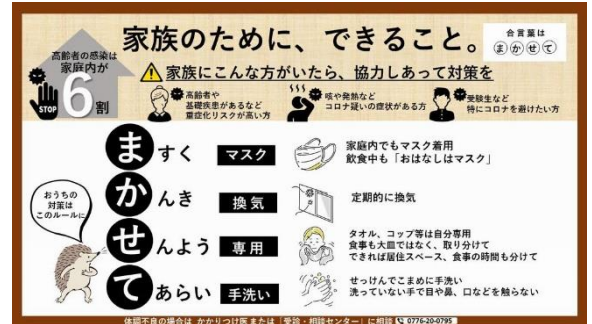 高齢者の感染は
家庭内が
6割
STOP
家族のために、できること。
合言葉は
まかせて
家族にこんな方がいたら、協力しあって対策を
高齢者や
基礎疾患があるなど
重症化リスクが高い方
咳や発熱など
コロナ疑いの症状がある方
受験生など
特にコロナを避けたい方
おうちの
対策は
このルールに
ますく マスク
家庭内でもマスク着用
飲食中も「おはなしはマスク」
かんき 換気
定期的に換気
せんよう 専用
タオル、コップ等は自分専用
食事も大皿ではなく、取り分けて
できれば居住スペース、食事の時間も分けて
てあらい 手洗い
せっけんでこまめに手洗い
洗っていない手で目や鼻、口などを触らない
体調不良の場合は かかりつけ医 または「受診・相談センター」に相談 0776-20-0795